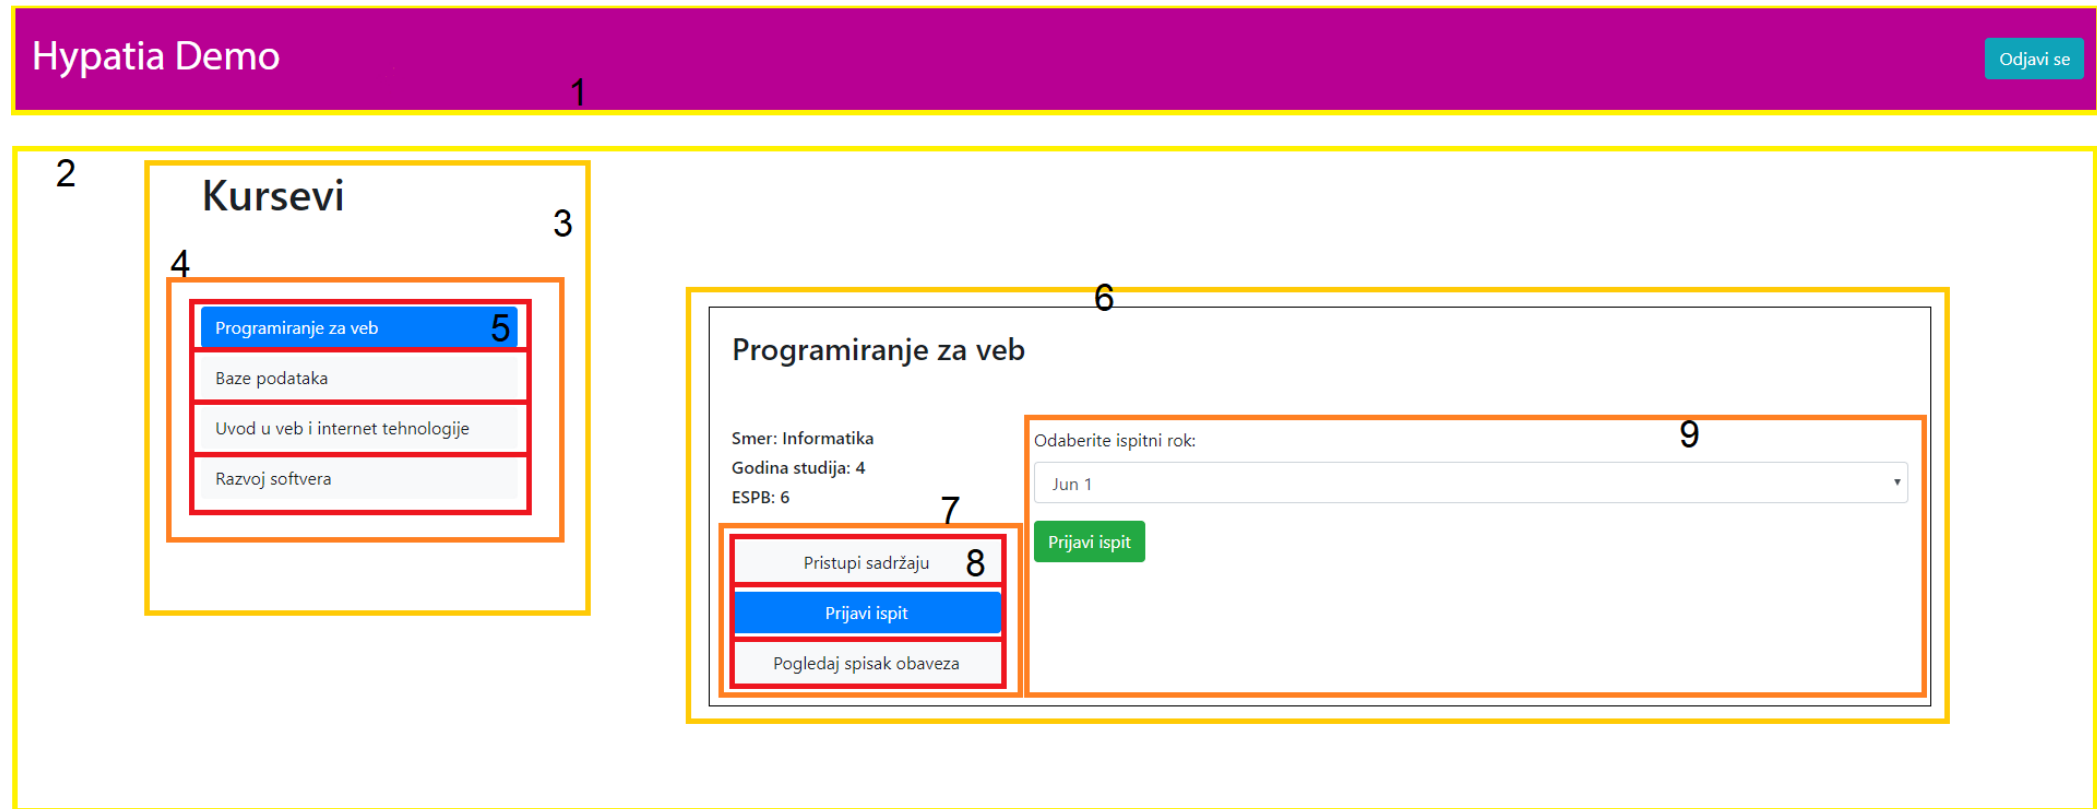 Hypatia Demo
Odjavi se
1
2
Kursevi
3
4
Programiranje za veb
5
Baze podataka
Uvod u veb i internet tehnologije
Razvoj softvera
6
Programiranje za veb
Smer: Informatika
Godina studija: 4
ESPB: 6
7
Pristupi sadržaju
8
Prijavi ispit
Pogledaj spisak obaveza
9
Odaberite ispitni rok:
Jun 1
Prijavi ispit